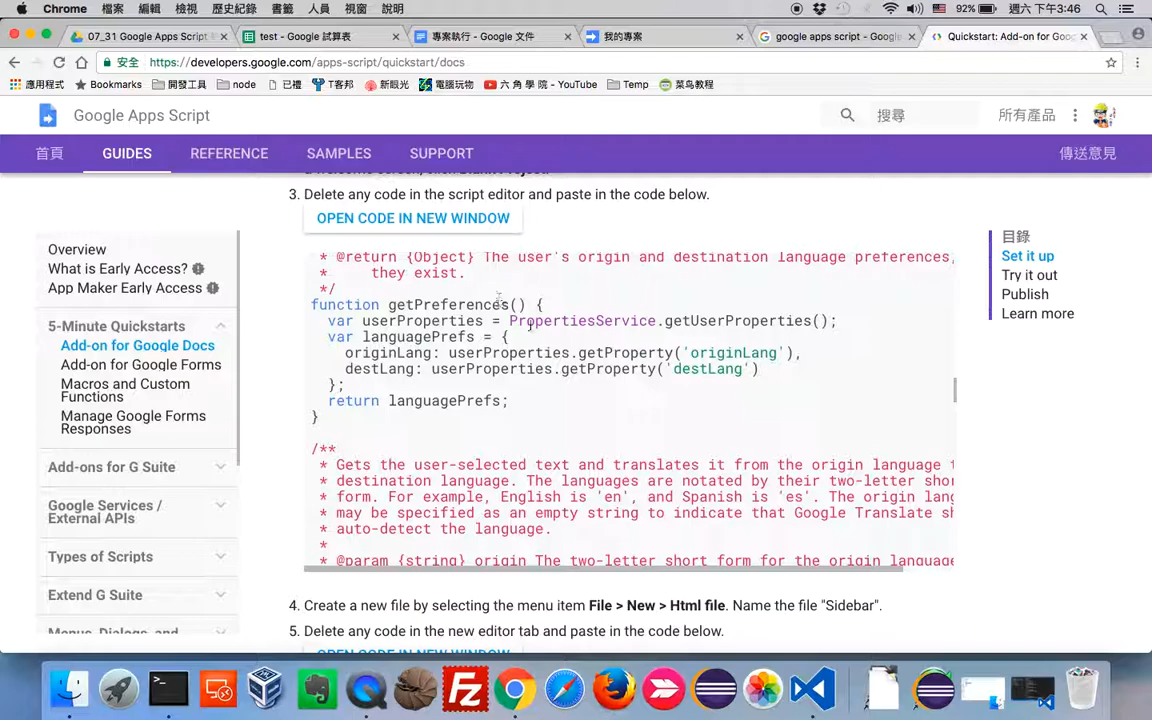 Chrome 檔案 編輯 檢視 歷史紀錄 書籤 人員 視窗 說明 92% 週六 下午3:46
07_31 Google Apps Script test - Google 試算表 專案執行 - Google 文件 我的專案 google apps script - Google Quickstart: Add-on for Goog
安全 https://developers.google.com/apps-script/quickstart/docs
應用程式 Bookmarks 開發工具 node 已禮 T客邦 新觀光 電腦玩物 六 角 學 院 - YouTube Temp 菜鸟教程
Google Apps Script 搜尋 所有產品
首頁 GUIDES REFERENCE SAMPLES SUPPORT 傳送意見
3. Delete any code in the script editor and paste in the code below.
OPEN CODE IN NEW WINDOW
* @return {Object} The user's origin and destination language preferences,
* they exist.
*/
function getPreferences() {
var userProperties = PropertiesService.getUserProperties();
var languagePrefs = {
originLang: userProperties.getProperty('originLang'),
destLang: userProperties.getProperty('destLang')
};
return languagePrefs;
}
/**
* Gets the user-selected text and translates it from the origin language t
* destination language. The languages are notated by their two-letter shor
* form. For example, English is 'en', and Spanish is 'es'. The origin lang
* may be specified as an empty string to indicate that Google Translate sh
* auto-detect the language.
*
* @param {string} origin The two-letter short form for the origin language
4. Create a new file by selecting the menu item File > New > Html file. Name the file "Sidebar".
5. Delete any code in the new editor tab and paste in the code below.
OPEN CODE IN NEW WINDOW
Overview
What is Early Access?
App Maker Early Access
5-Minute Quickstarts
Add-on for Google Docs
Add-on for Google Forms
Macros and Custom
Functions
Manage Google Forms
Responses
Add-ons for G Suite
Google Services /
External APIs
Types of Scripts
Extend G Suite
Menus, Dialogs, and
目錄
Set it up
Try it out
Publish
Learn more